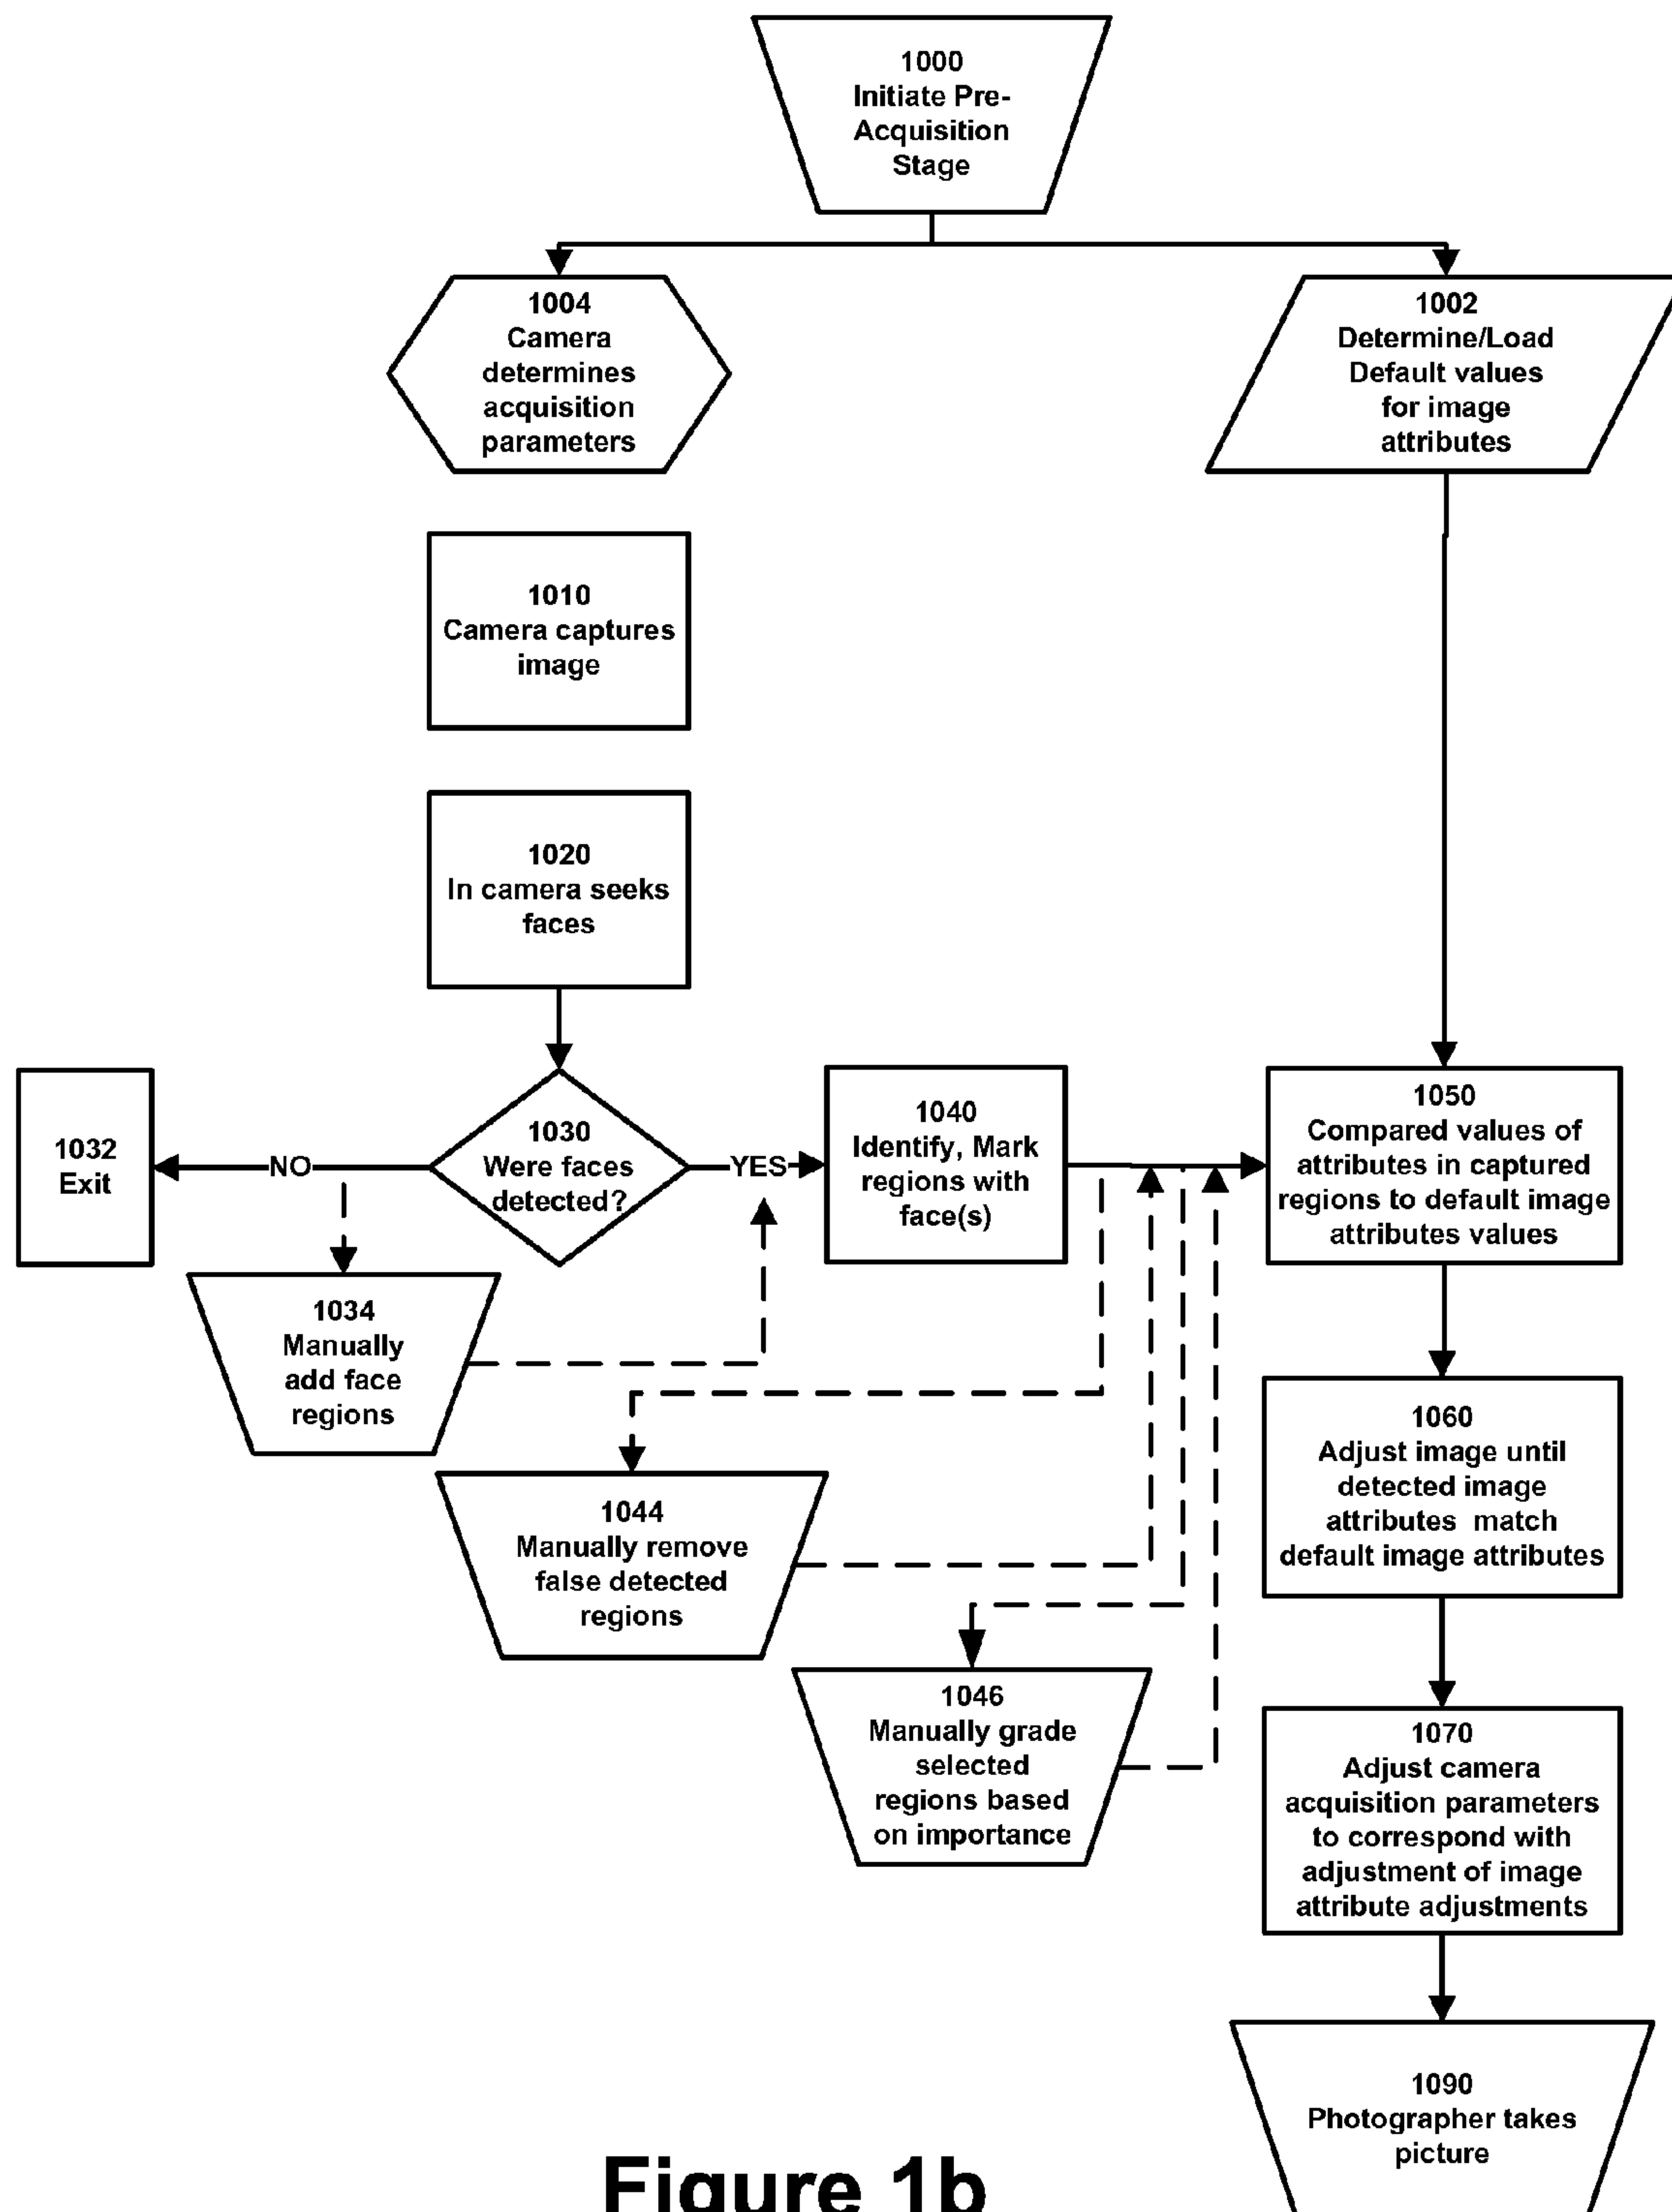 1000
Initiate Pre-
Acquisition
Stage
1004
Camera
determines
acquisition
parameters
1002
Determine/Load
Default values
for image
attributes
1010
Camera captures
image
1020
In camera seeks
faces
1032
Exit
NO
1030
Were faces
detected?
YES
1040
Identify, Mark
regions with
face(s)
1050
Compared values of
attributes in captured
regions to default image
attributes values
1034
Manually
add face
regions
1044
Manually remove
false detected
regions
1060
Adjust image until
detected image
attributes match
default image attributes
1046
Manually grade
selected
regions based
on importance
1070
Adjust camera
acquisition parameters
to correspond with
adjustment of image
attribute adjustments
1090
Photographer takes
picture
Figure 1b